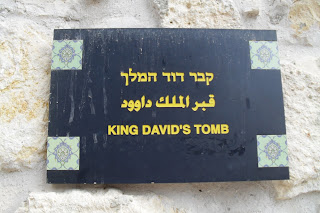 קבר דוד המלך
قبر الملك داوود
KING DAVID'S TOMB